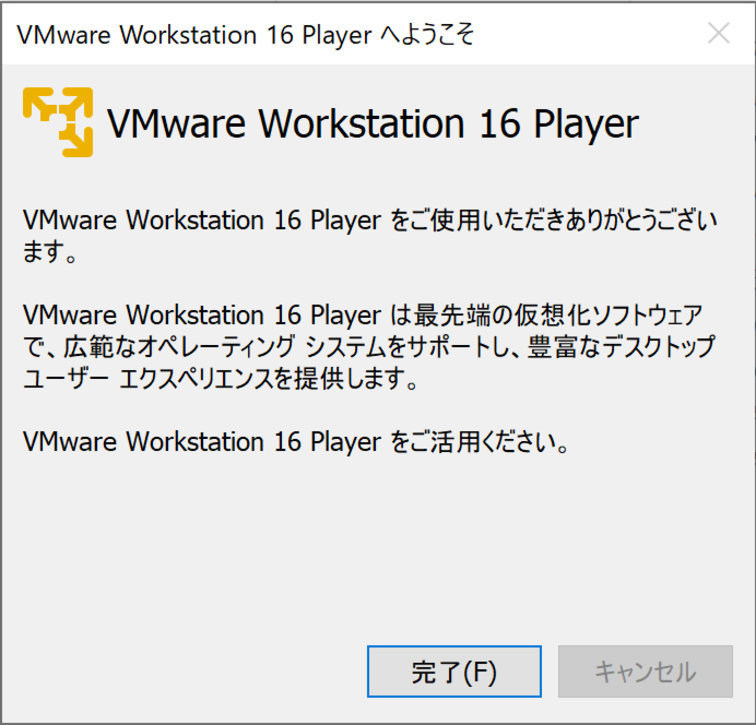 VMware Workstation 16 Player へようこそ
VMware Workstation 16 Player
VMware Workstation 16 Player をご使用いただきありがとうござい
ます。
VMware Workstation 16 Player は最先端の仮想化ソフトウェア
で、広範なオペレーティング システムをサポートし、豊富なデスクトップ
ユーザー エクスペリエンスを提供します。
VMware Workstation 16 Player をご活用ください。
完了(F)
キャンセル